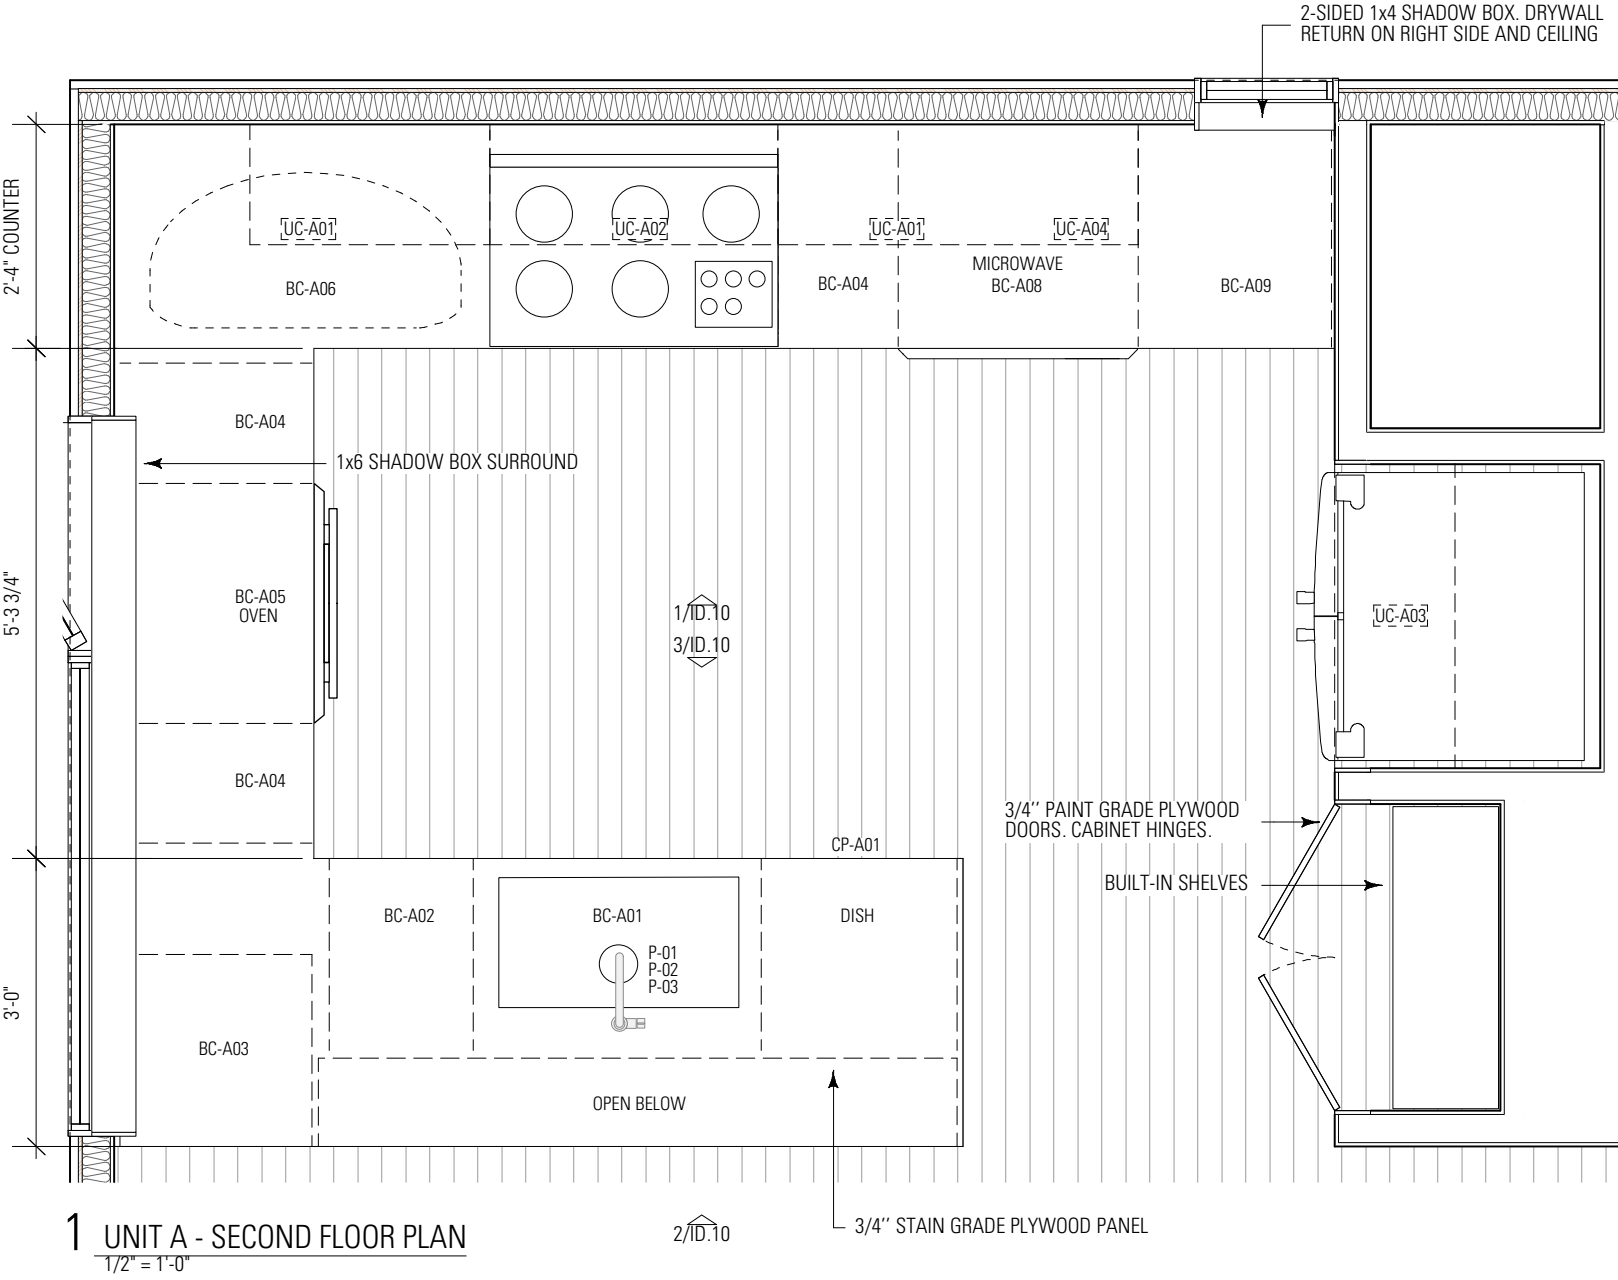 2-SIDED 1x4 SHADOW BOX. DRYWALL
RETURN ON RIGHT SIDE AND CEILING
2'-4" COUNTER
UC-A01
UC-A02
UC-A01
UC-A04
BC-A06
BC-A04
MICROWAVE
BC-A08
BC-A09
BC-A04
1x6 SHADOW BOX SURROUND
5'-3 3/4"
BC-A05
OVEN
1/ID.10
3/ID.10
UC-A03
BC-A04
3/4'' PAINT GRADE PLYWOOD
DOORS. CABINET HINGES.
CP-A01
BUILT-IN SHELVES
BC-A02
BC-A01
DISH
P-01
P-02
P-03
3'-0"
BC-A03
OPEN BELOW
1 UNIT A - SECOND FLOOR PLAN
1/2" = 1'-0"
2/ID.10
3/4'' STAIN GRADE PLYWOOD PANEL